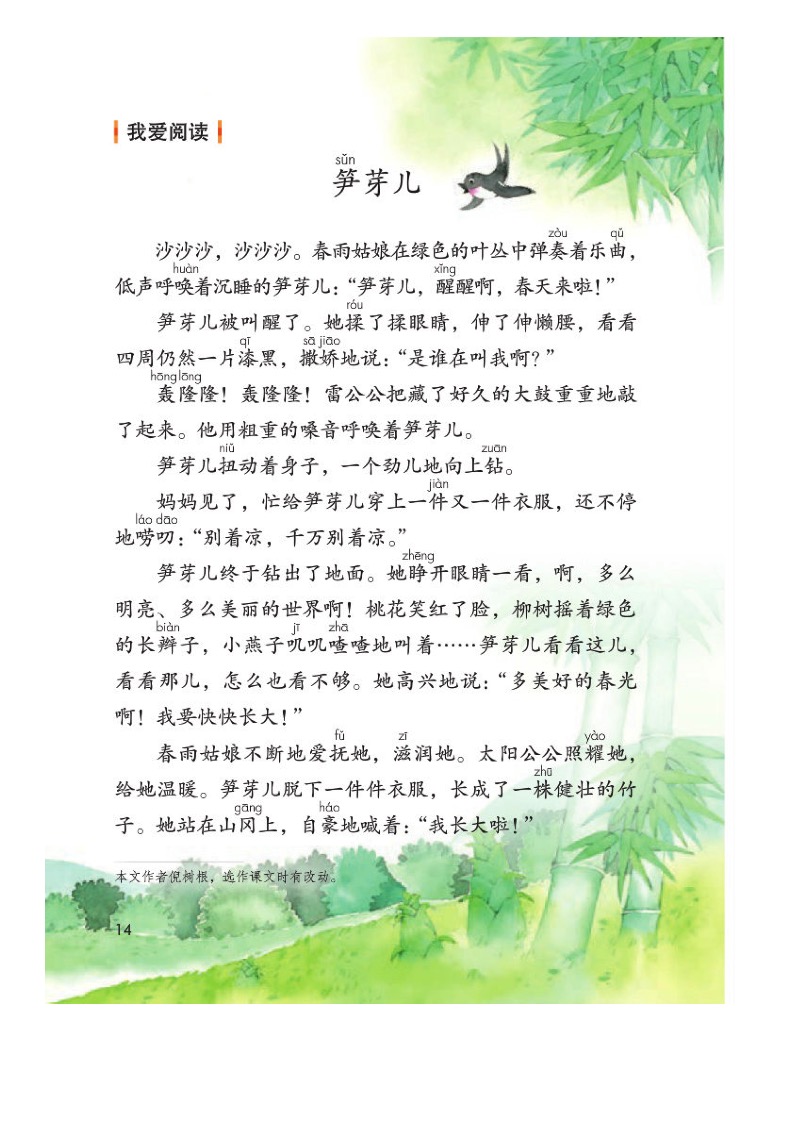 我爱阅读
sǔn
笋芽儿
zòu qǔ
沙沙沙，沙沙沙。春雨姑娘在绿色的叶丛中弹奏着乐曲，
huàn xǐng
低声呼唤着沉睡的笋芽儿：“笋芽儿，醒醒啊，春天来啦！”
róu
笋芽儿被叫醒了。她揉了揉眼睛，伸了伸懒腰，看看
qī sā jiāo
四周仍然一片漆黑，撒娇地说：“是谁在叫我啊？”
hōng lōng
轰隆隆！轰隆隆！雷公公把藏了好久的大鼓重重地敲
了起来。他用粗重的嗓音呼唤着笋芽儿。
niǔ zuān
笋芽儿扭动着身子，一个劲儿地向上钻。
jiàn
妈妈见了，忙给笋芽儿穿上一件又一件衣服，还不停
láo dāo
地唠叨：“别着凉，千万别着凉。”
zhēng
笋芽儿终于钻出了地面。她睁开眼睛一看，啊，多么
明亮、多么美丽的世界啊！桃花笑红了脸，柳树摇着绿色
biàn jī zhā
的长辫子，小燕子叽叽喳喳地叫着……笋芽儿看看这儿，
看看那儿，怎么也看不够。她高兴地说：“多美好的春光
啊！我要快快长大！”
fǔ zī yào
春雨姑娘不断地爱抚她，滋润她。太阳公公照耀她，
zhū
给她温暖。笋芽儿脱下一件件衣服，长成了一株健壮的竹
gāng háo
子。她站在山冈上，自豪地喊着：“我长大啦！”
本文作者倪树根，选作课文时有改动。
14